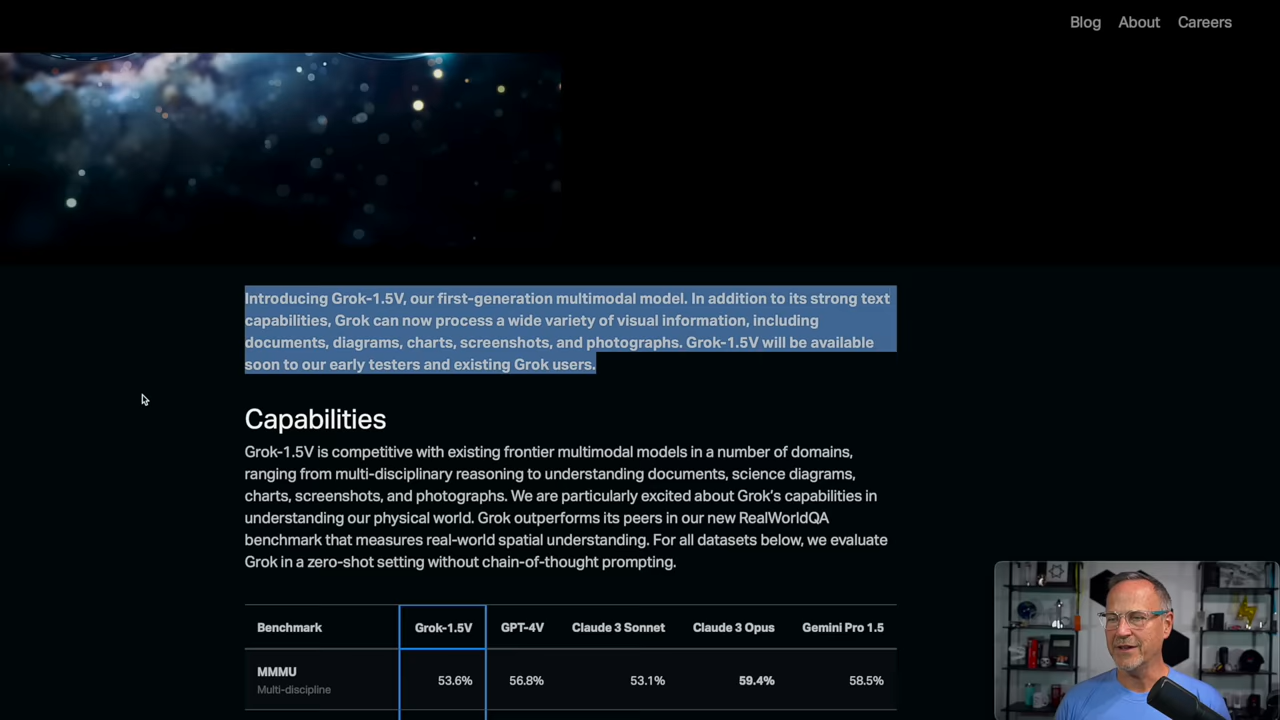 Blog About Careers
Introducing Grok-1.5V, our first-generation multimodal model. In addition to its strong text
capabilities, Grok can now process a wide variety of visual information, including
documents, diagrams, charts, screenshots, and photographs. Grok-1.5V will be available
soon to our early testers and existing Grok users.
Capabilities
Grok-1.5V is competitive with existing frontier multimodal models in a number of domains,
ranging from multi-disciplinary reasoning to understanding documents, science diagrams,
charts, screenshots, and photographs. We are particularly excited about Grok’s capabilities in
understanding our physical world. Grok outperforms its peers in our new RealWorldQA
benchmark that measures real-world spatial understanding. For all datasets below, we evaluate
Grok in a zero-shot setting without chain-of-thought prompting.
Benchmark Grok-1.5V GPT-4V Claude 3 Sonnet Claude 3 Opus Gemini Pro 1.5
MMMU
Multi-discipline 53.6% 56.8% 53.1% 59.4% 58.5%